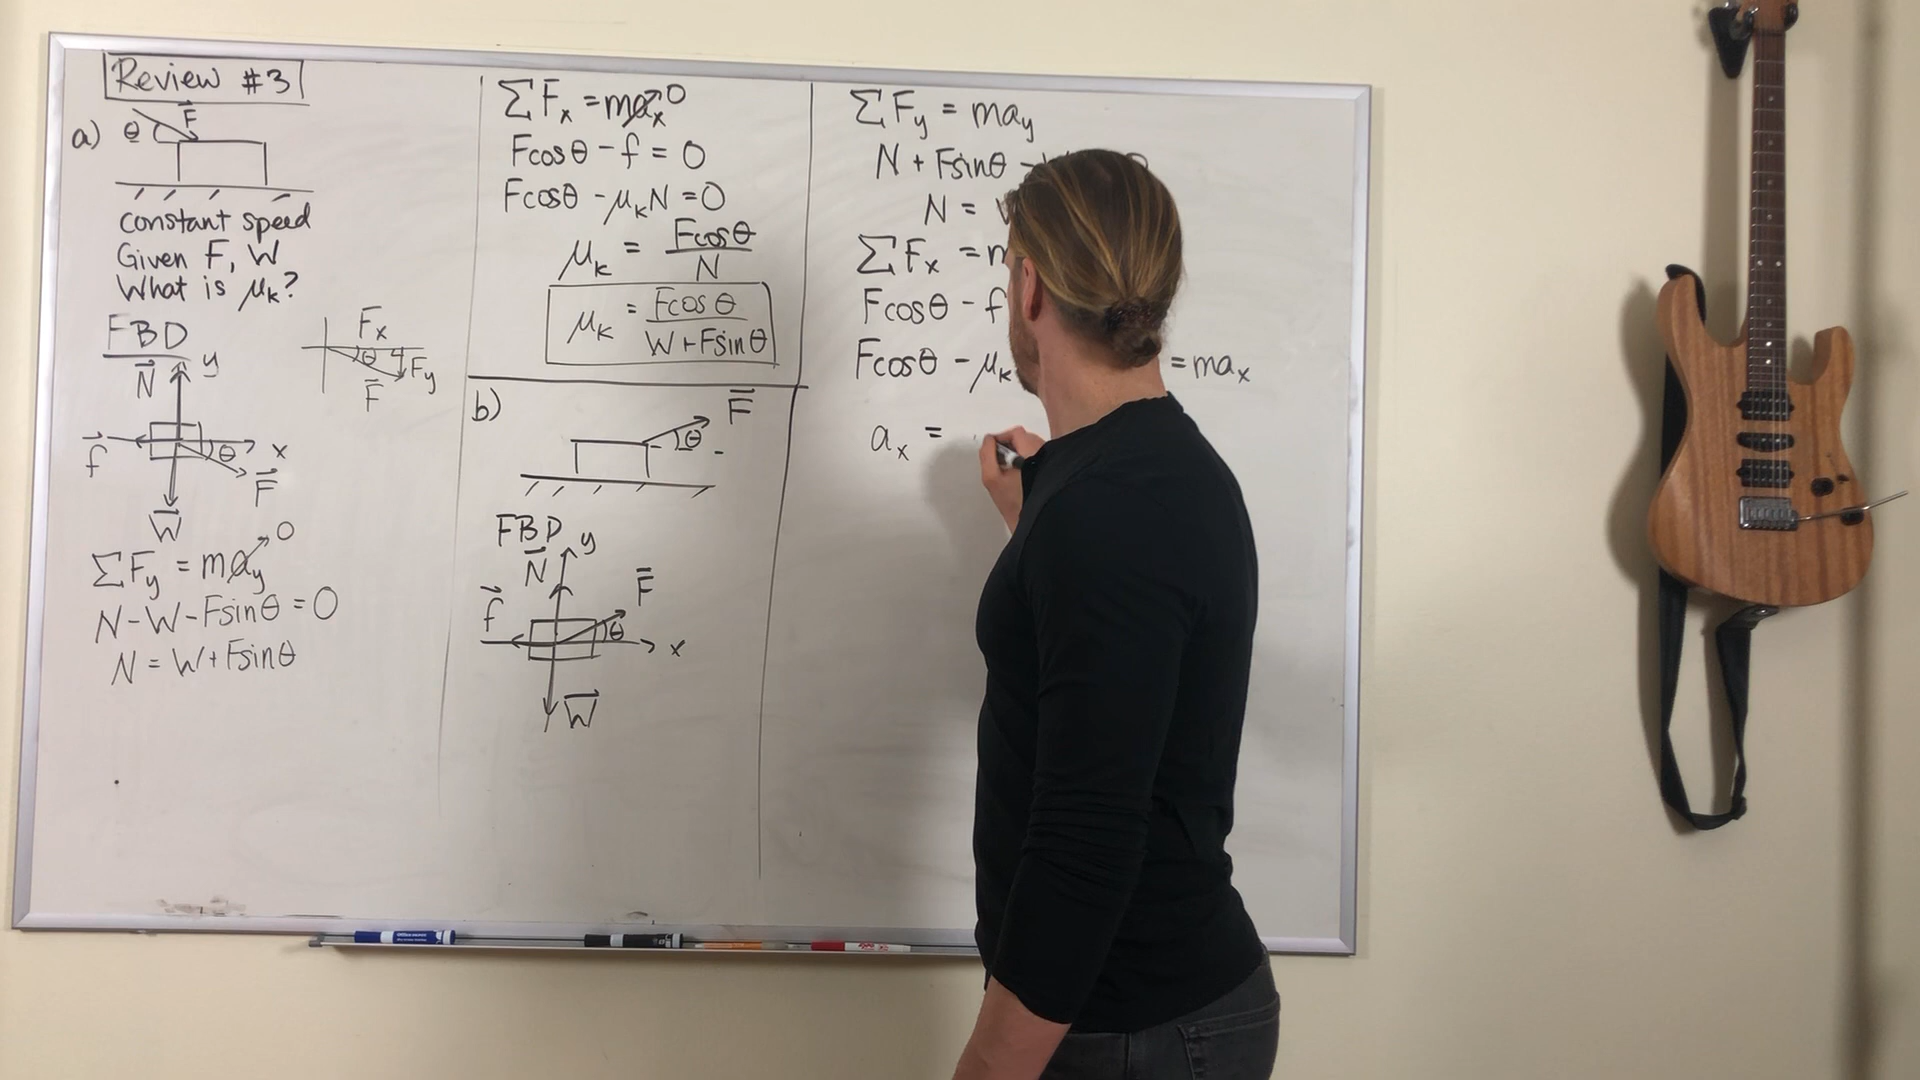 Review #3
a)
F
θ
constant speed
Given F, W
What is μk?
FBD
N y
f θ x
F
W
Fx
θ Fy
F
ΣFy = may 0
N-W-Fsinθ = 0
N = W+Fsinθ
ΣFx = max 0
Fcosθ - f = 0
Fcosθ - μkN = 0
μk = Fcosθ
N
μk = Fcosθ
W+Fsinθ
b)
F
θ
FBD
N y
f F
θ x
W
ΣFy = may
N + Fsinθ -
N =
ΣFx =
Fcosθ - f
Fcosθ - μk = max
ax =